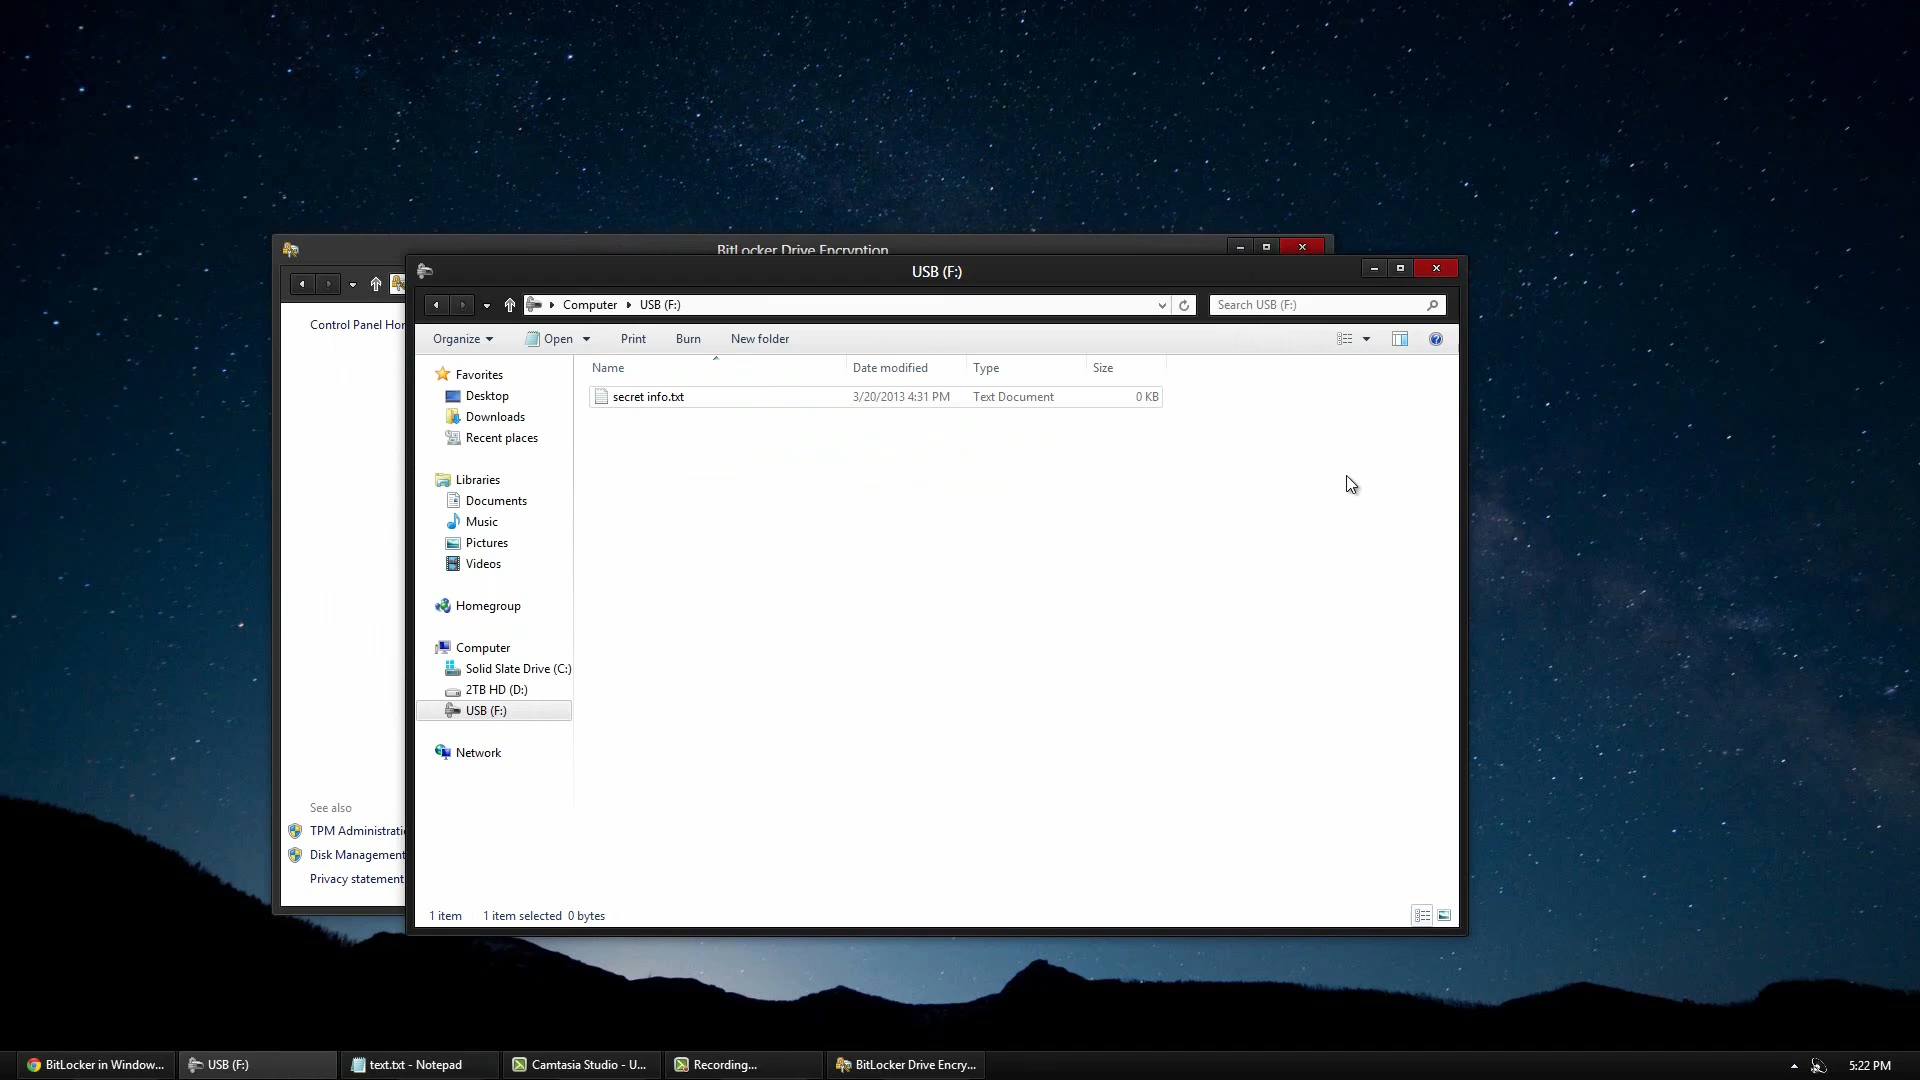 BitLocker Drive Encryption
Control Panel Hor
See also
TPM Administratio
Disk Management
Privacy statement
USB (F:)
Computer USB (F:)
Search USB (F:)
Organize Open Print Burn New folder
Name Date modified Type Size
secret info.txt 3/20/2013 4:31 PM Text Document 0 KB
Favorites
Desktop
Downloads
Recent places
Libraries
Documents
Music
Pictures
Videos
Homegroup
Computer
Solid Slate Drive (C:)
2TB HD (D:)
USB (F:)
Network
1 item 1 item selected 0 bytes
BitLocker in Window... USB (F:) text.txt - Notepad Camtasia Studio - U... Recording... BitLocker Drive Encry... 5:22 PM